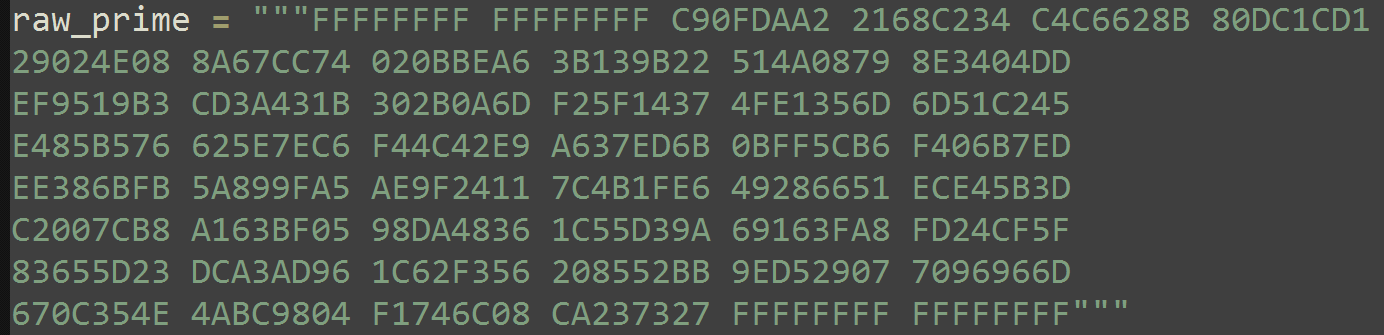 raw_prime = """FFFFFFFF FFFFFFFF C90FDAA2 2168C234 C4C6628B 80DC1CD1
29024E08 8A67CC74 020BBEA6 3B139B22 514A0879 8E3404DD
EF9519B3 CD3A431B 302B0A6D F25F1437 4FE1356D 6D51C245
E485B576 625E7EC6 F44C42E9 A637ED6B 0BFF5CB6 F406B7ED
EE386BFB 5A899FA5 AE9F2411 7C4B1FE6 49286651 ECE45B3D
C2007CB8 A163BF05 98DA4836 1C55D39A 69163FA8 FD24CF5F
83655D23 DCA3AD96 1C62F356 208552BB 9ED52907 7096966D
670C354E 4ABC9804 F1746C08 CA237327 FFFFFFFF FFFFFFFF"""